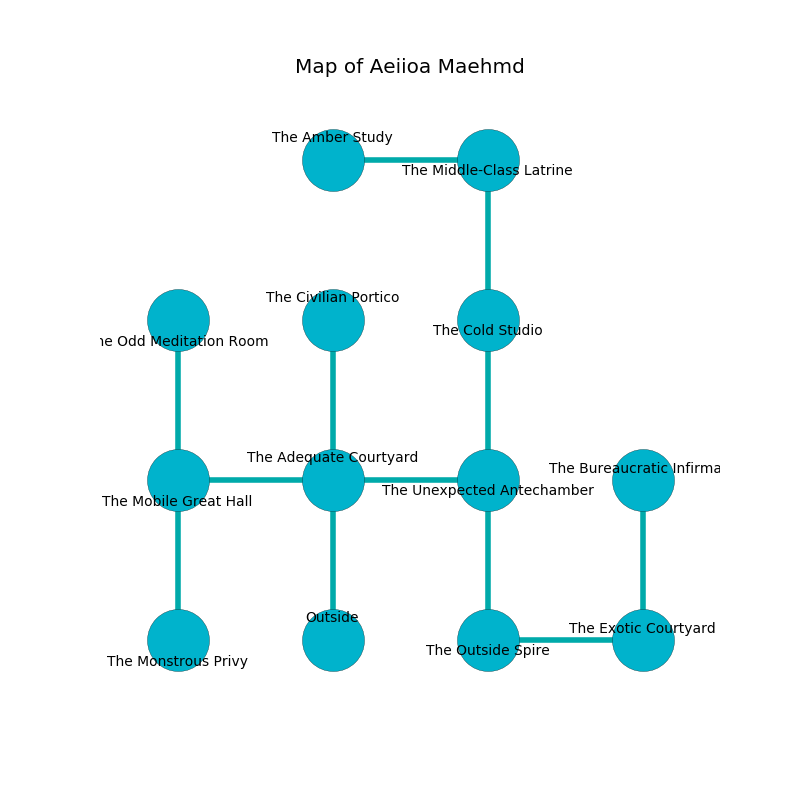 Map of Aeiioa Maehmd
The Amber Study
The Middle-Class Latrine
The Civilian Portico
The Cold Studio
Odd Meditation Room
The Adequate Courtyard
The Bureaucratic
The Unexpected Antechamber
The Mobile Great Hall
Outside
The Exotic Courtyard
The Outside Spire
The Monstrous Privy